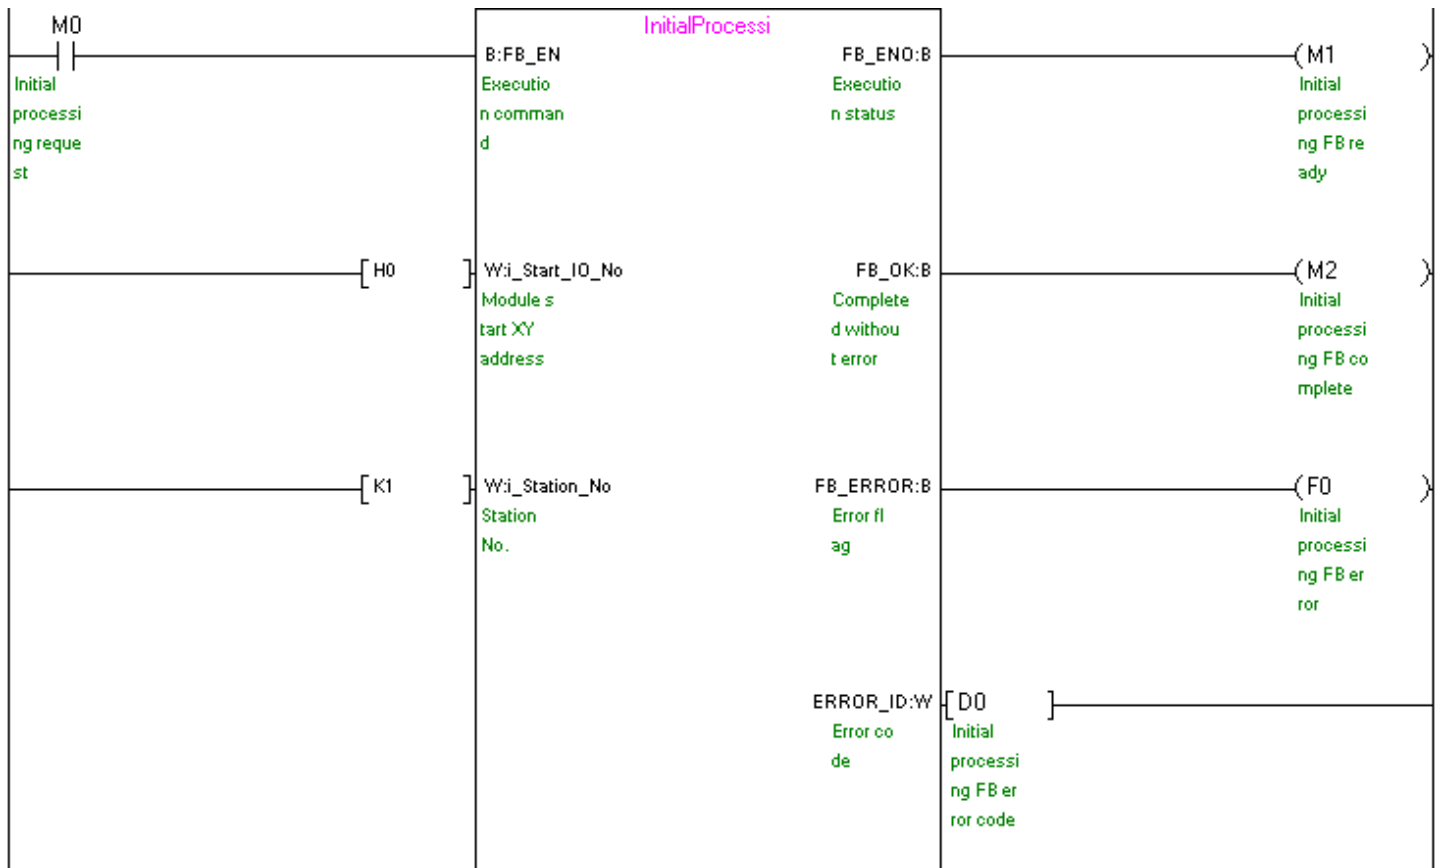 M0
InitialProcessi
B:FB_EN
FB_ENO:B
M1
Initial
processi
ng reque
st
Executio
n comman
d
Executio
n status
Initial
processi
ng FB re
ady
H0
W:i_Start_IO_No
FB_OK:B
M2
Module s
tart XY
address
Complete
d withou
t error
Initial
processi
ng FB co
mplete
K1
W:i_Station_No
FB_ERROR:B
F0
Station
No.
Error fl
ag
Initial
processi
ng FB er
ror
ERROR_ID:W
D0
Error co
de
Initial
processi
ng FB er
ror code